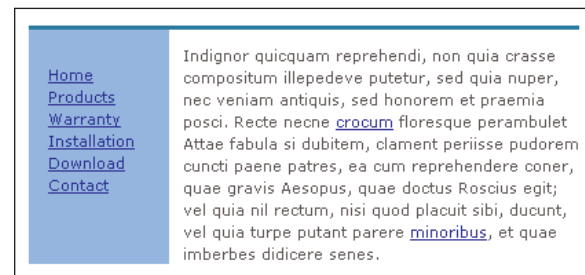 Home
Products
Warranty
Installation
Download
Contact
Indignor quicquam reprehendi, non quia crasse
compositum illepedeve putetur, sed quia nuper,
nec veniam antiquis, sed honorem et praemia
posci. Recte necne crocum floresque perambulet
Attae fabula si dubitem, clament periisse pudorem
cuncti paene patres, ea cum reprehendere coner,
quae gravis Aesopus, quae doctus Roscius egit;
vel quia nil rectum, nisi quod placuit sibi, ducunt,
vel quia turpe putant parere minoribus, et quae
imberbes didicere senes.